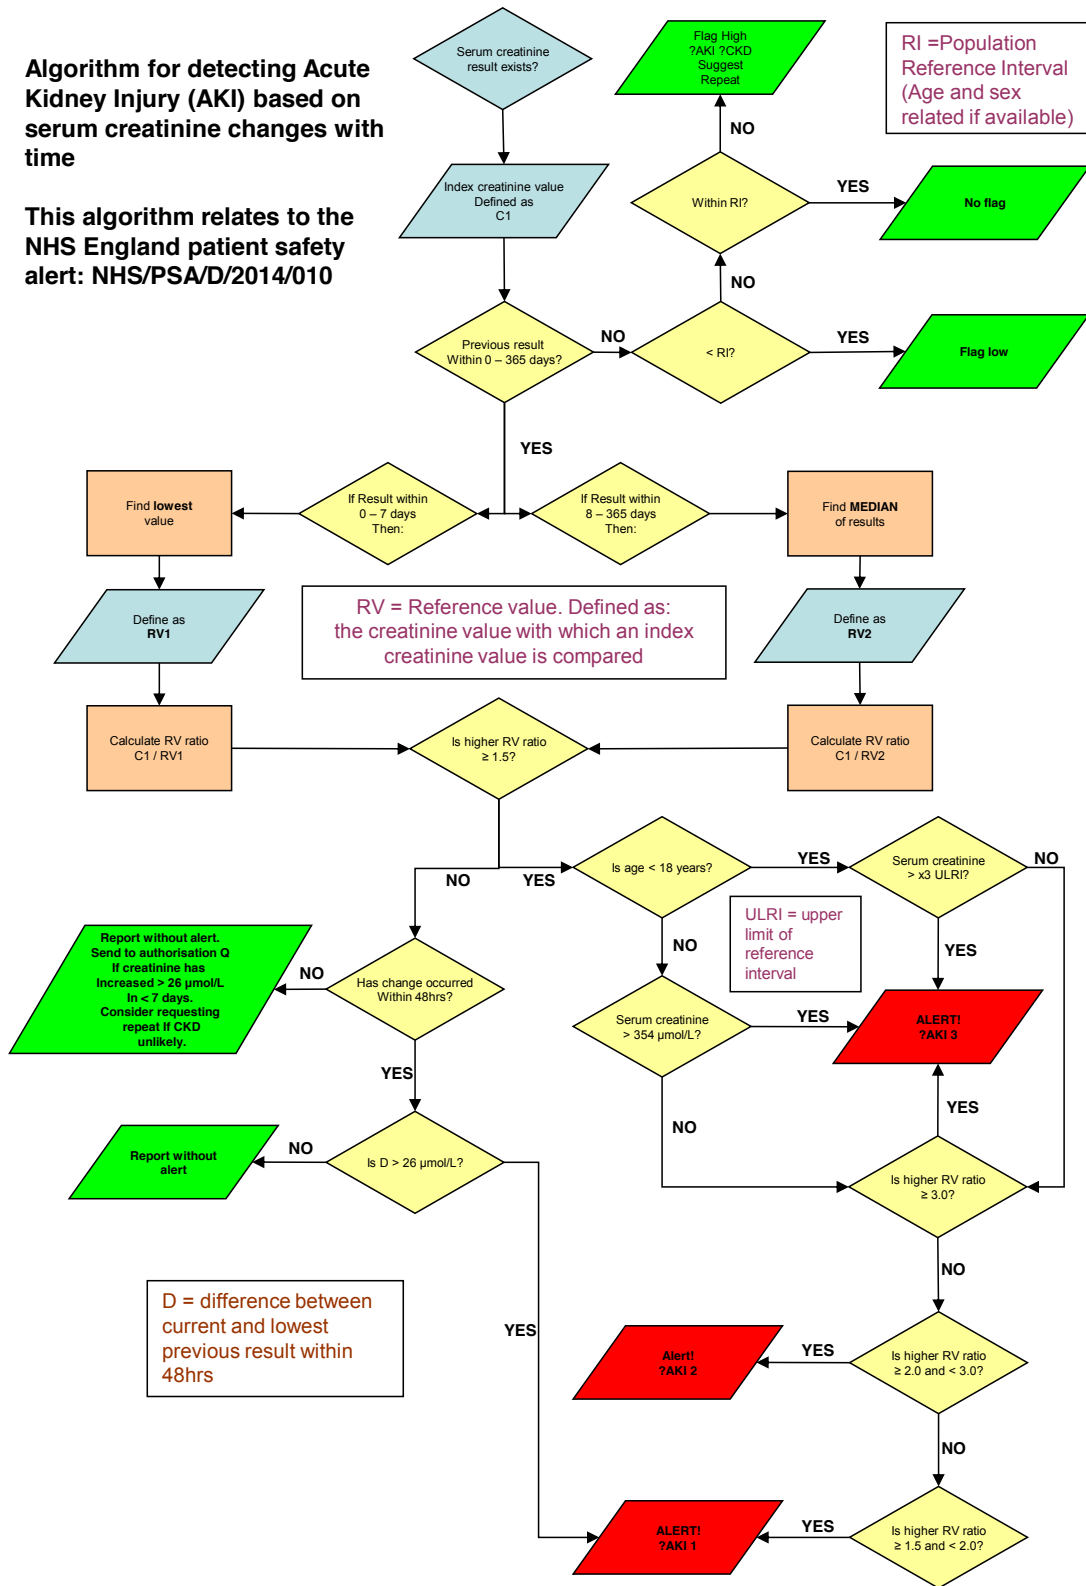 Algorithm for detecting Acute
Kidney Injury (AKI) based on
serum creatinine changes with
time
This algorithm relates to the
NHS England patient safety
alert: NHS/PSA/D/2014/010
Serum creatinine
result exists?
Flag High
?AKI ?CKD
Suggest
Repeat
RI =Population
Reference Interval
(Age and sex
related if available)
NO
Index creatinine value
Defined as
C1
Within RI?
YES
No flag
NO
Previous result
Within 0 – 365 days?
NO
< RI?
YES
Flag low
YES
Find lowest
value
If Result within
0 – 7 days
Then:
If Result within
8 – 365 days
Then:
Find MEDIAN
of results
Define as
RV1
RV = Reference value. Defined as:
the creatinine value with which an index
creatinine value is compared
Define as
RV2
Calculate RV ratio
C1 / RV1
Is higher RV ratio
≥ 1.5?
Calculate RV ratio
C1 / RV2
NO
YES
Is age < 18 years?
YES
Serum creatinine
> x3 ULRI?
NO
ULRI = upper
limit of
reference
interval
NO
YES
Report without alert.
Send to authorisation Q
If creatinine has
Increased > 26 µmol/L
In < 7 days.
Consider requesting
repeat If CKD
unlikely.
NO
Has change occurred
Within 48hrs?
Serum creatinine
> 354 µmol/L?
YES
ALERT!
?AKI 3
YES
NO
YES
Report without
alert
NO
Is D > 26 µmol/L?
Is higher RV ratio
≥ 3.0?
NO
D = difference between
current and lowest
previous result within
48hrs
YES
Alert!
?AKI 2
YES
Is higher RV ratio
≥ 2.0 and < 3.0?
NO
ALERT!
?AKI 1
YES
Is higher RV ratio
≥ 1.5 and < 2.0?